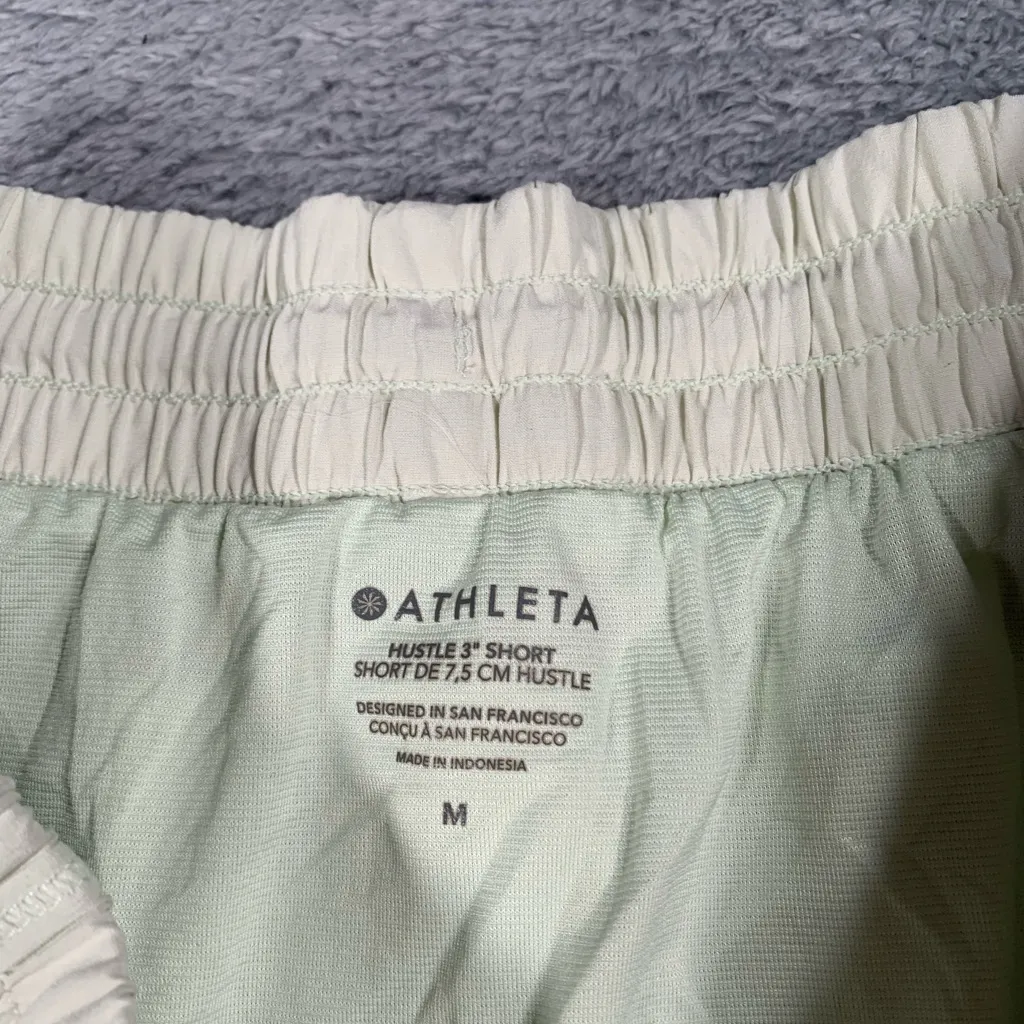 ATHLETA
HUSTLE 3" SHORT
SHORT DE 7,5 CM HUSTLE
DESIGNED IN SAN FRANCISCO
CONÇU À SAN FRANCISCO
MADE IN INDONESIA
M